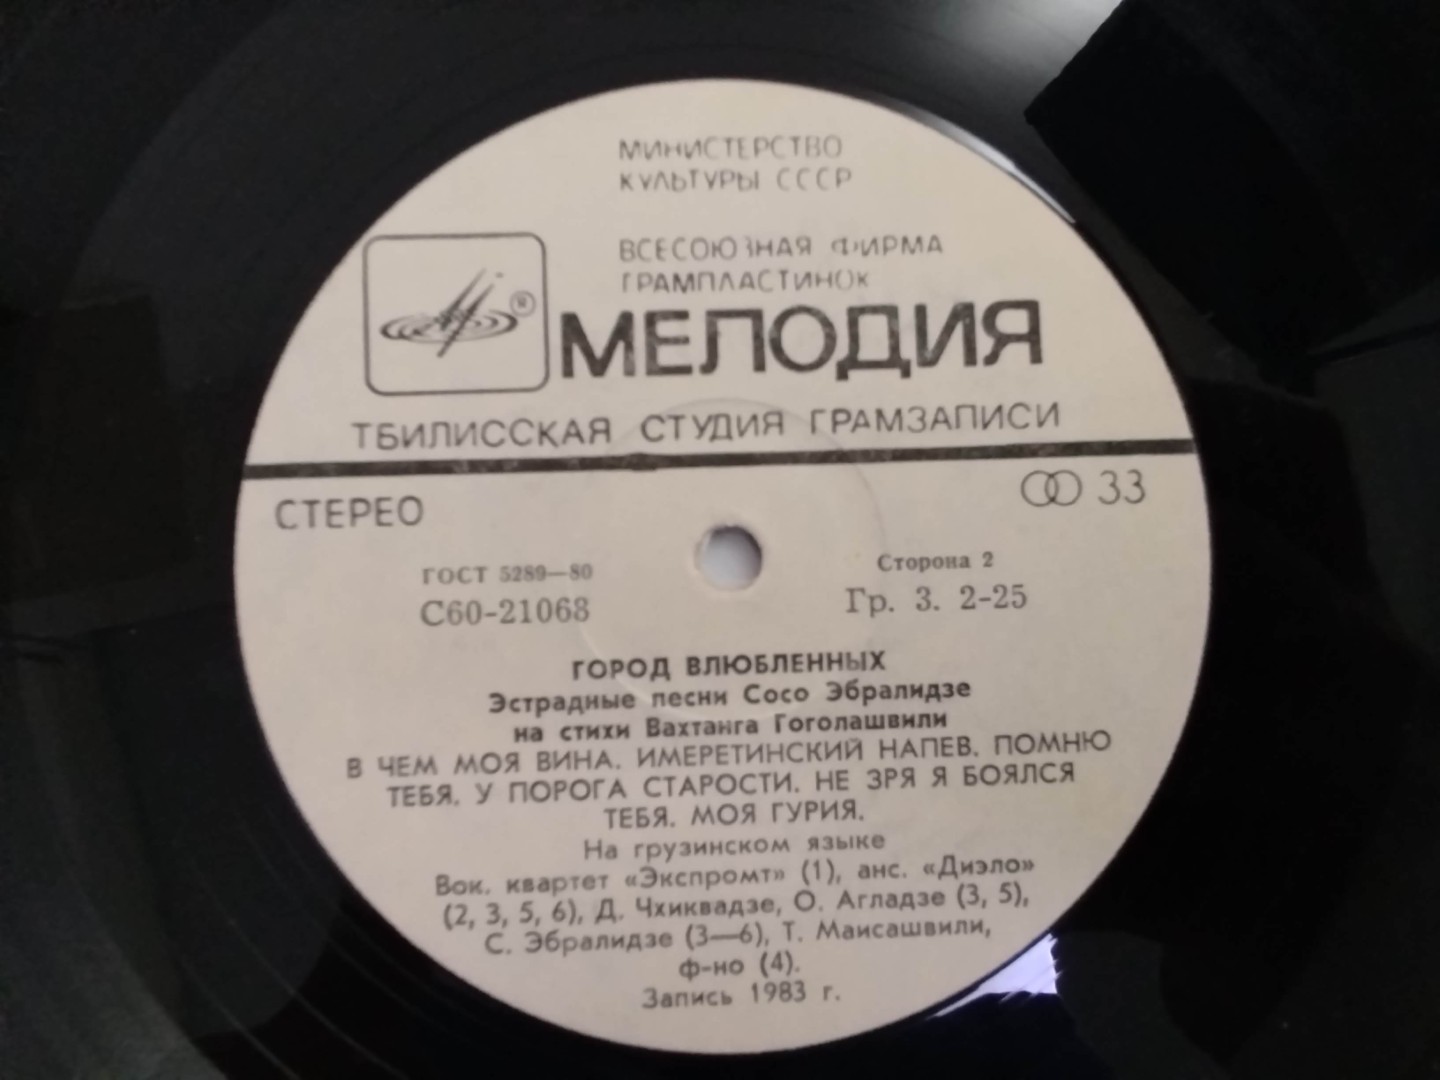 МИНИСТЕРСТВО
КУЛЬТУРЫ СССР
ВСЕСОЮЗНАЯ ФИРМА
ГРАМПЛАСТИНОК
®
МЕЛОДИЯ
ТБИЛИССКАЯ СТУДИЯ ГРАМЗАПИСИ
СТЕРЕО
33
ГОСТ 5289—80
Сторона 2
С60-21068
Гр. 3. 2-25
ГОРОД ВЛЮБЛЕННЫХ
Эстрадные песни Сосо Эбралидзе
на стихи Вахтанга Гоголашвили
В ЧЕМ МОЯ ВИНА. ИМЕРЕТИНСКИЙ НАПЕВ. ПОМНЮ
ТЕБЯ. У ПОРОГА СТАРОСТИ. НЕ ЗРЯ Я БОЯЛСЯ
ТЕБЯ. МОЯ ГУРИЯ.
На грузинском языке
Вок. квартет «Экспромт» (1), анс. «Диэло»
(2, 3, 5, 6), Д. Чхиквадзе, О. Агладзе (3, 5),
С. Эбралидзе (3—6), Т. Маисашвили,
ф-но (4).
Запись 1983 г.